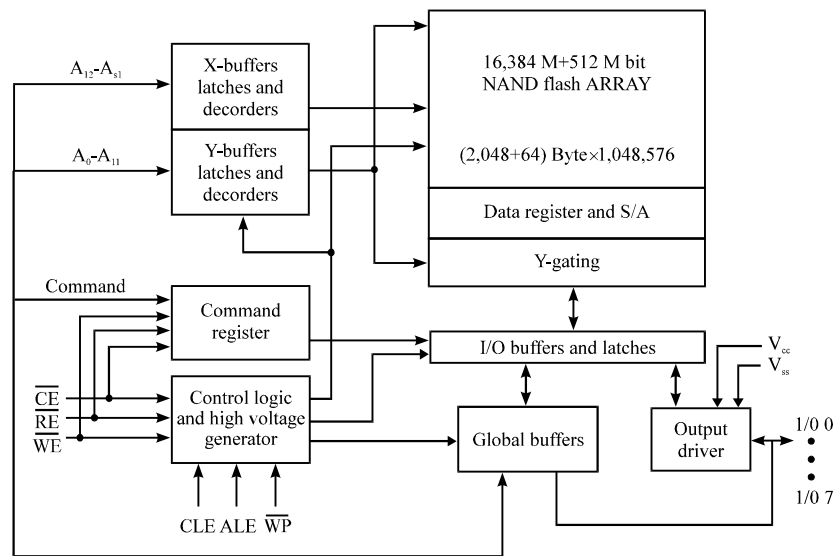 A12-As1
X-buffers
latches and
decorders
16,384 M+512 M bit
NAND flash ARRAY
(2,048+64) Byte×1,048,576
A0-A11
Y-buffers
latches and
decorders
Data register and S/A
Y-gating
Command
Command
register
I/O buffers and latches
Vcc
Vss
CE
RE
WE
Control logic
and high voltage
generator
Global buffers
Output
driver
1/0 0
1/0 7
CLE ALE WP